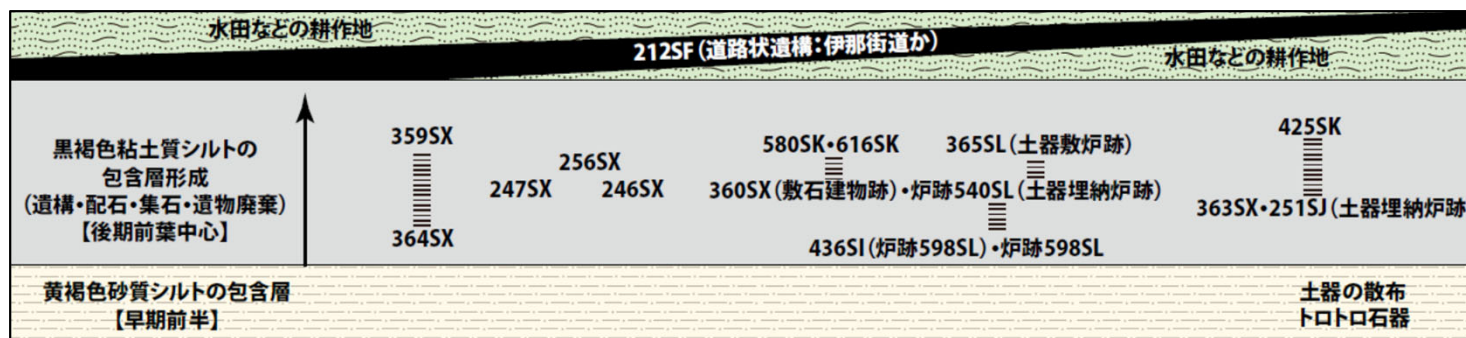 水田などの耕作地
212SF(道路状遺構:伊那街道か)
水田などの耕作地
黒褐色粘土質シルトの
包含層形成
(遺構・配石・集石・遺物廃棄)
【後期前葉中心】
359SX
364SX
256SX
247SX
246SX
580SK・616SK
365SL(土器敷炉跡)
360SX(敷石建物跡)・炉跡540SL(土器埋納炉跡)
436SI(炉跡598SL)・炉跡598SL
425SK
363SX・251SJ(土器埋納炉跡
黄褐色砂質シルトの包含層
【早期前半】
土器の散布
トロトロ石器